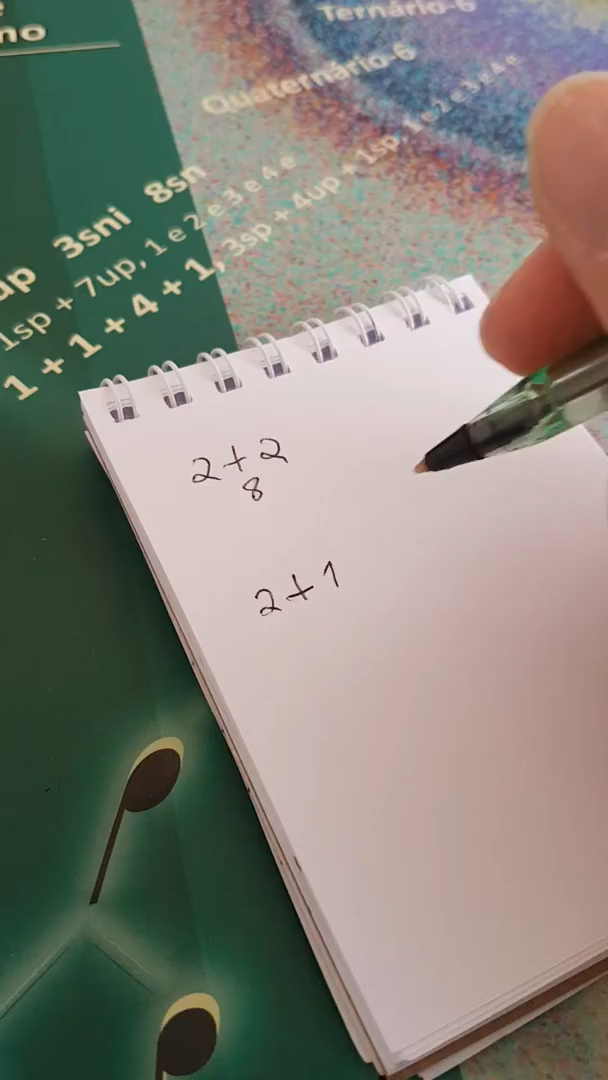 no
Ternário-6
Quaternário-6
up 3sni 8sn
1sp + 7up, 1 e 2 e 3 e 4 e
1 + 1 + 4 + 1, 3sp + 4up + 1sp, 1 e 2 e 3 e 4 e
2+2
8
2+1